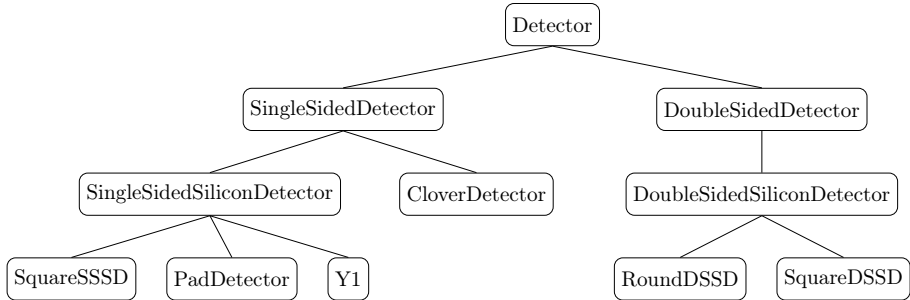 Detector
SingleSidedDetector
DoubleSidedDetector
SingleSidedSiliconDetector
CloverDetector
DoubleSidedSiliconDetector
SquareSSSD
PadDetector
Y1
RoundDSSD
SquareDSSD